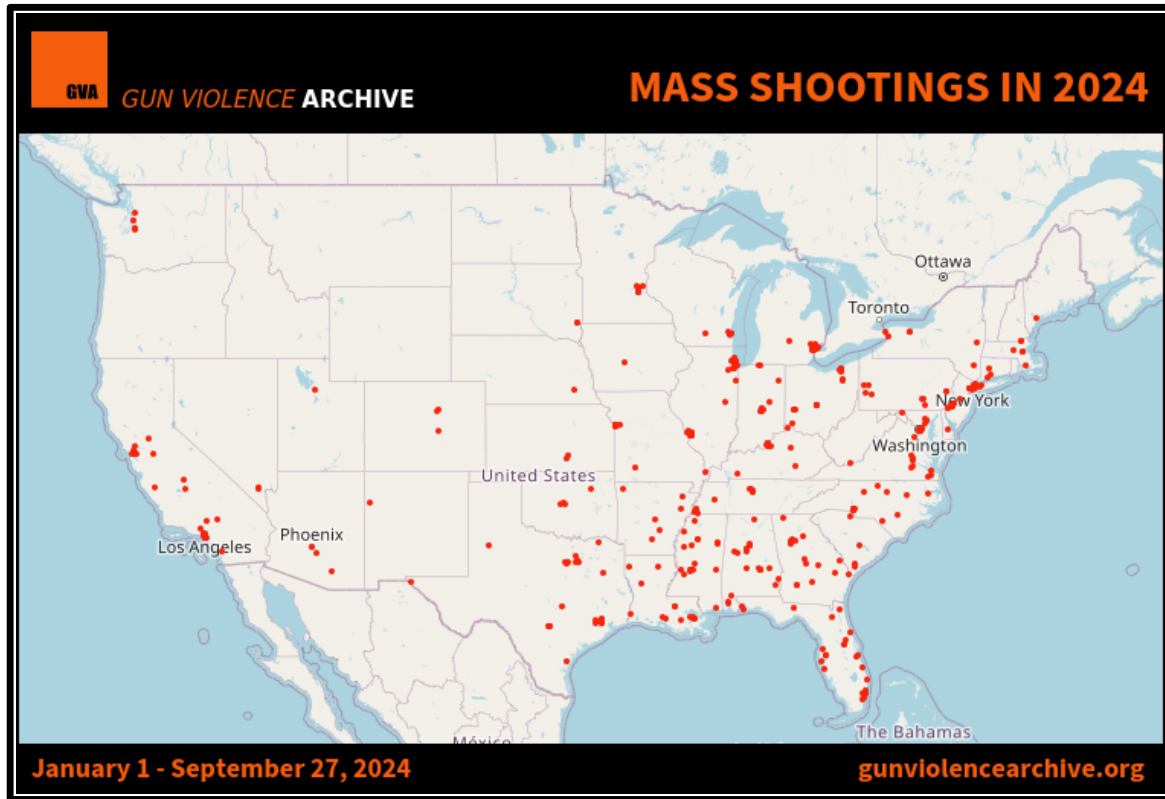 GVA
GUN VIOLENCE ARCHIVE
MASS SHOOTINGS IN 2024
Ottawa
Toronto
New York
Washington
United States
Phoenix
Los Angeles
The Bahamas
México
January 1 - September 27, 2024
gunviolencearchive.org